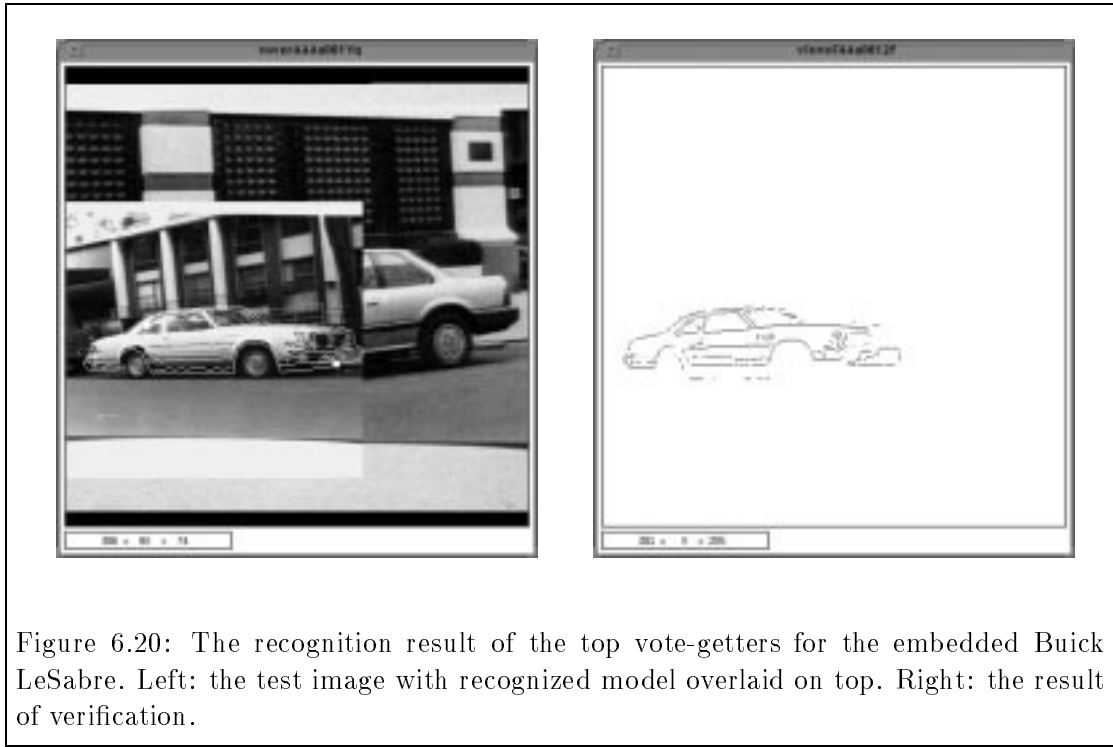 Figure 6.20: The recognition result of the top vote-getters for the embedded Buick
LeSabre. Left: the test image with recognized model overlaid on top. Right: the result
of verification.